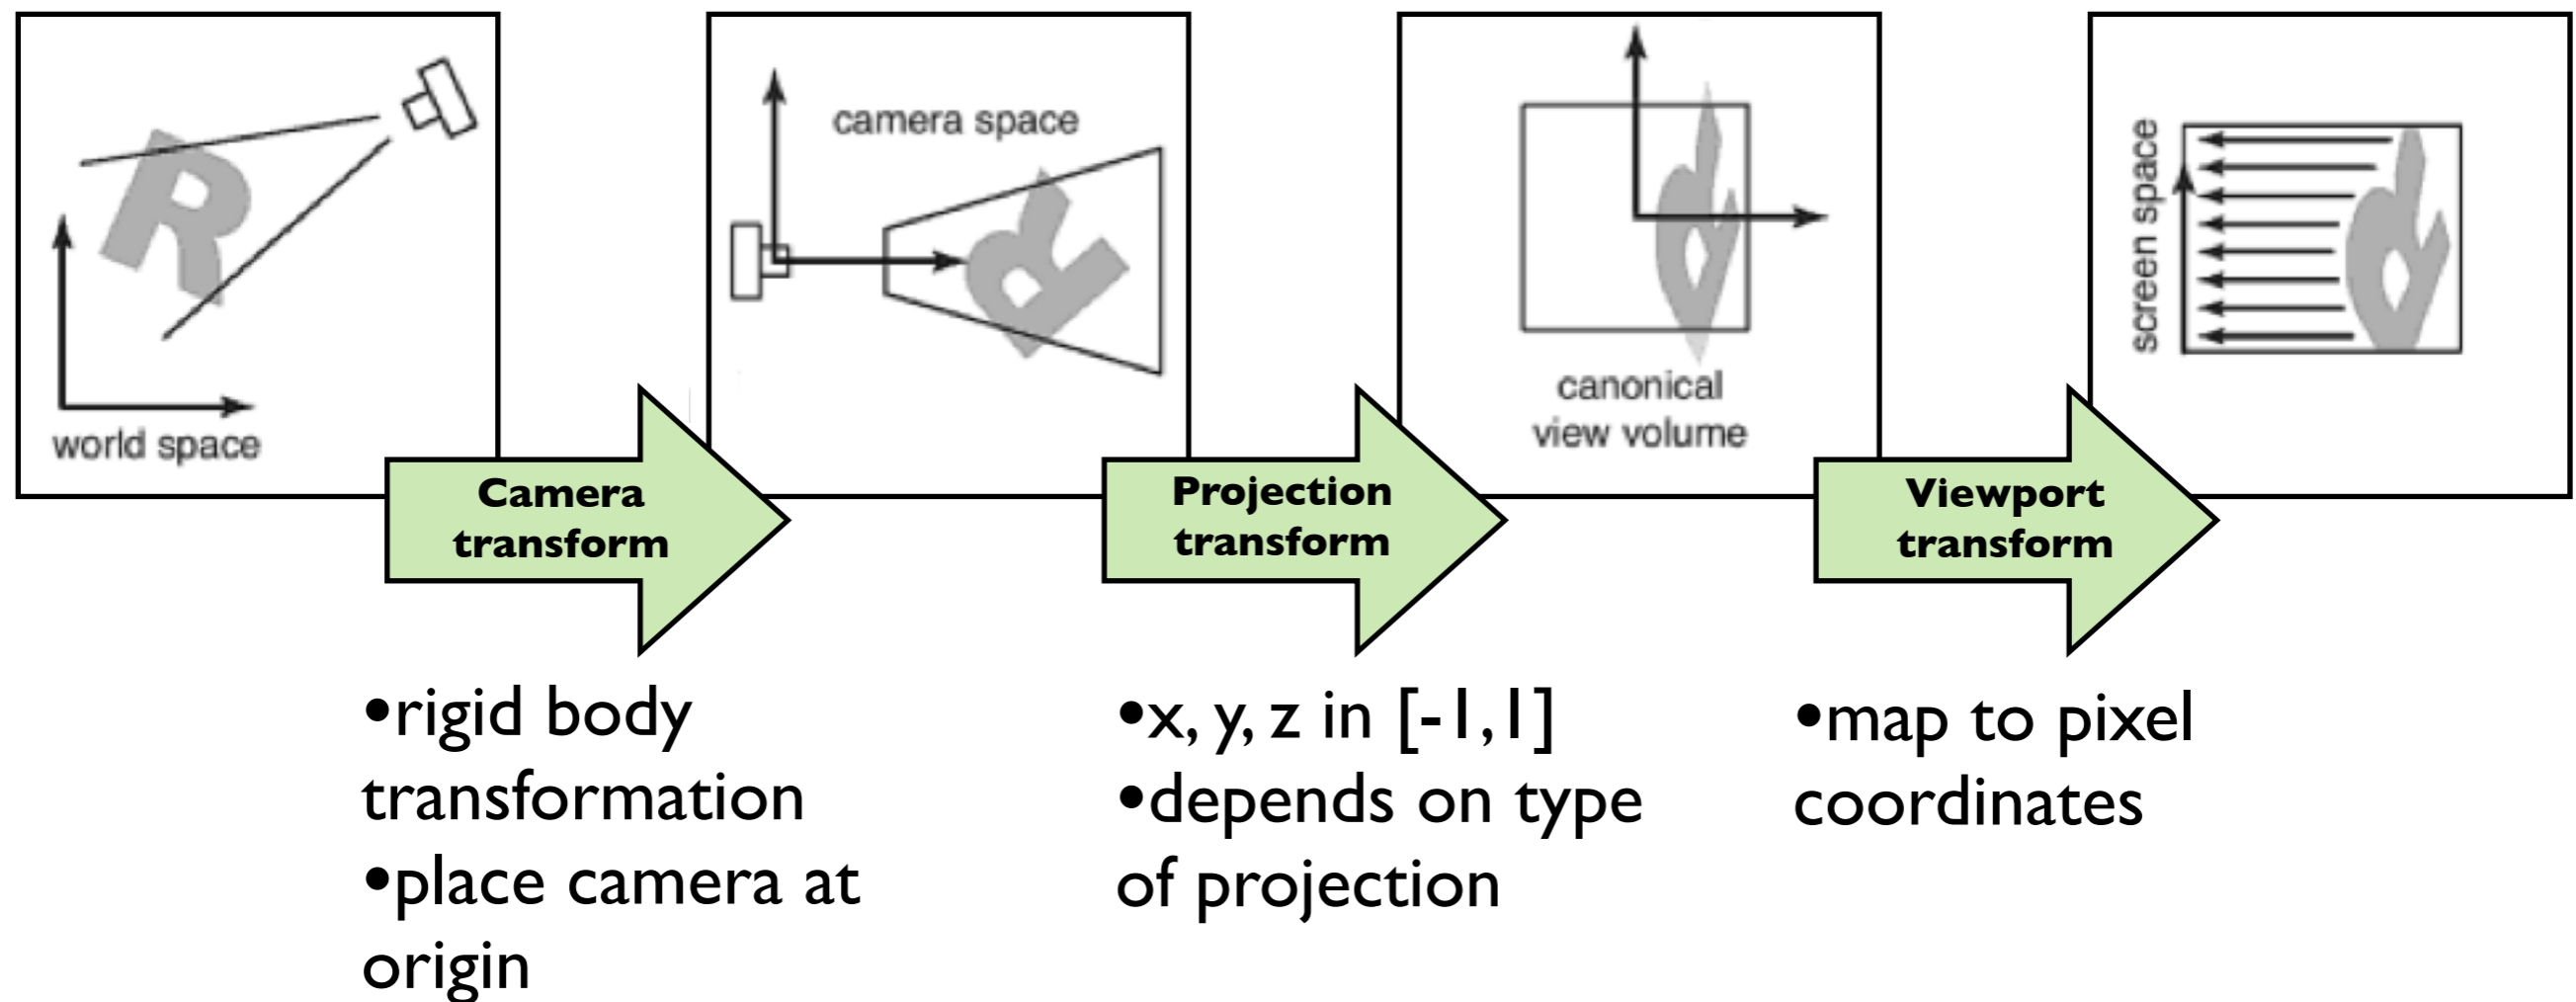 world space
camera space
canonical
view volume
screen space
Camera
transform
Projection
transform
Viewport
transform
•rigid body
transformation
•place camera at
origin
•x, y, z in [-1,1]
•depends on type
of projection
•map to pixel
coordinates